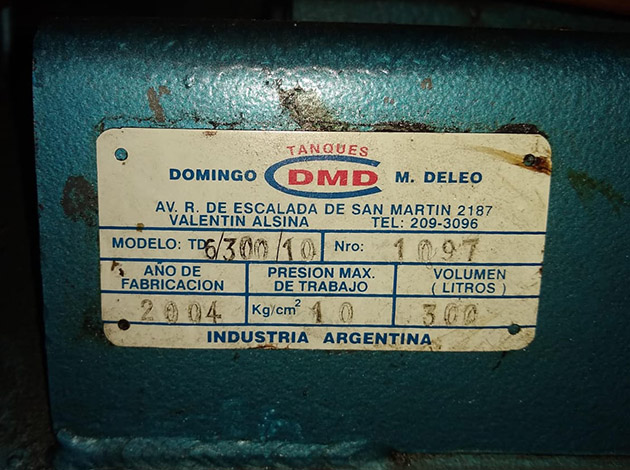 TANQUES
DOMINGO DMD M. DELEO
AV. R. DE ESCALADA DE SAN MARTIN 2187
VALENTIN ALSINA TEL: 209-3096
MODELO: TD 6/300/10 Nro: 1097
AÑO DE FABRICACION PRESION MAX. DE TRABAJO VOLUMEN ( LITROS )
2004 Kg/cm² 10 300
INDUSTRIA ARGENTINA